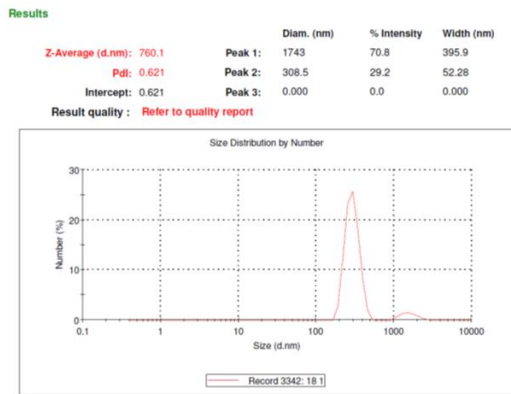 Results
Diam. (nm) % Intensity Width (nm)
Z-Average (d.nm): 760.1 Peak 1: 1743 70.8 395.9
PdI: 0.621 Peak 2: 308.5 29.2 52.28
Intercept: 0.621 Peak 3: 0.000 0.0 0.000
Result quality : Refer to quality report
Size Distribution by Number
30
20
10
0
Number (%)
0.1 1 10 100 1000 10000
Size (d.nm)
Record 3342: 18 1